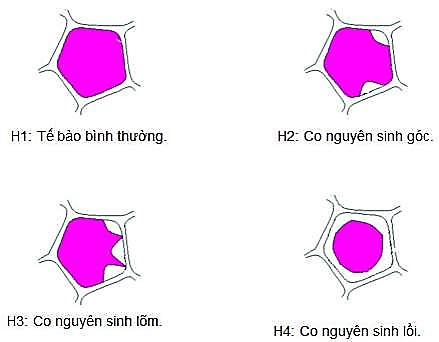 H1: Tế bào bình thường.
H2: Co nguyên sinh góc.
H3: Co nguyên sinh lõm.
H4: Co nguyên sinh lồi.